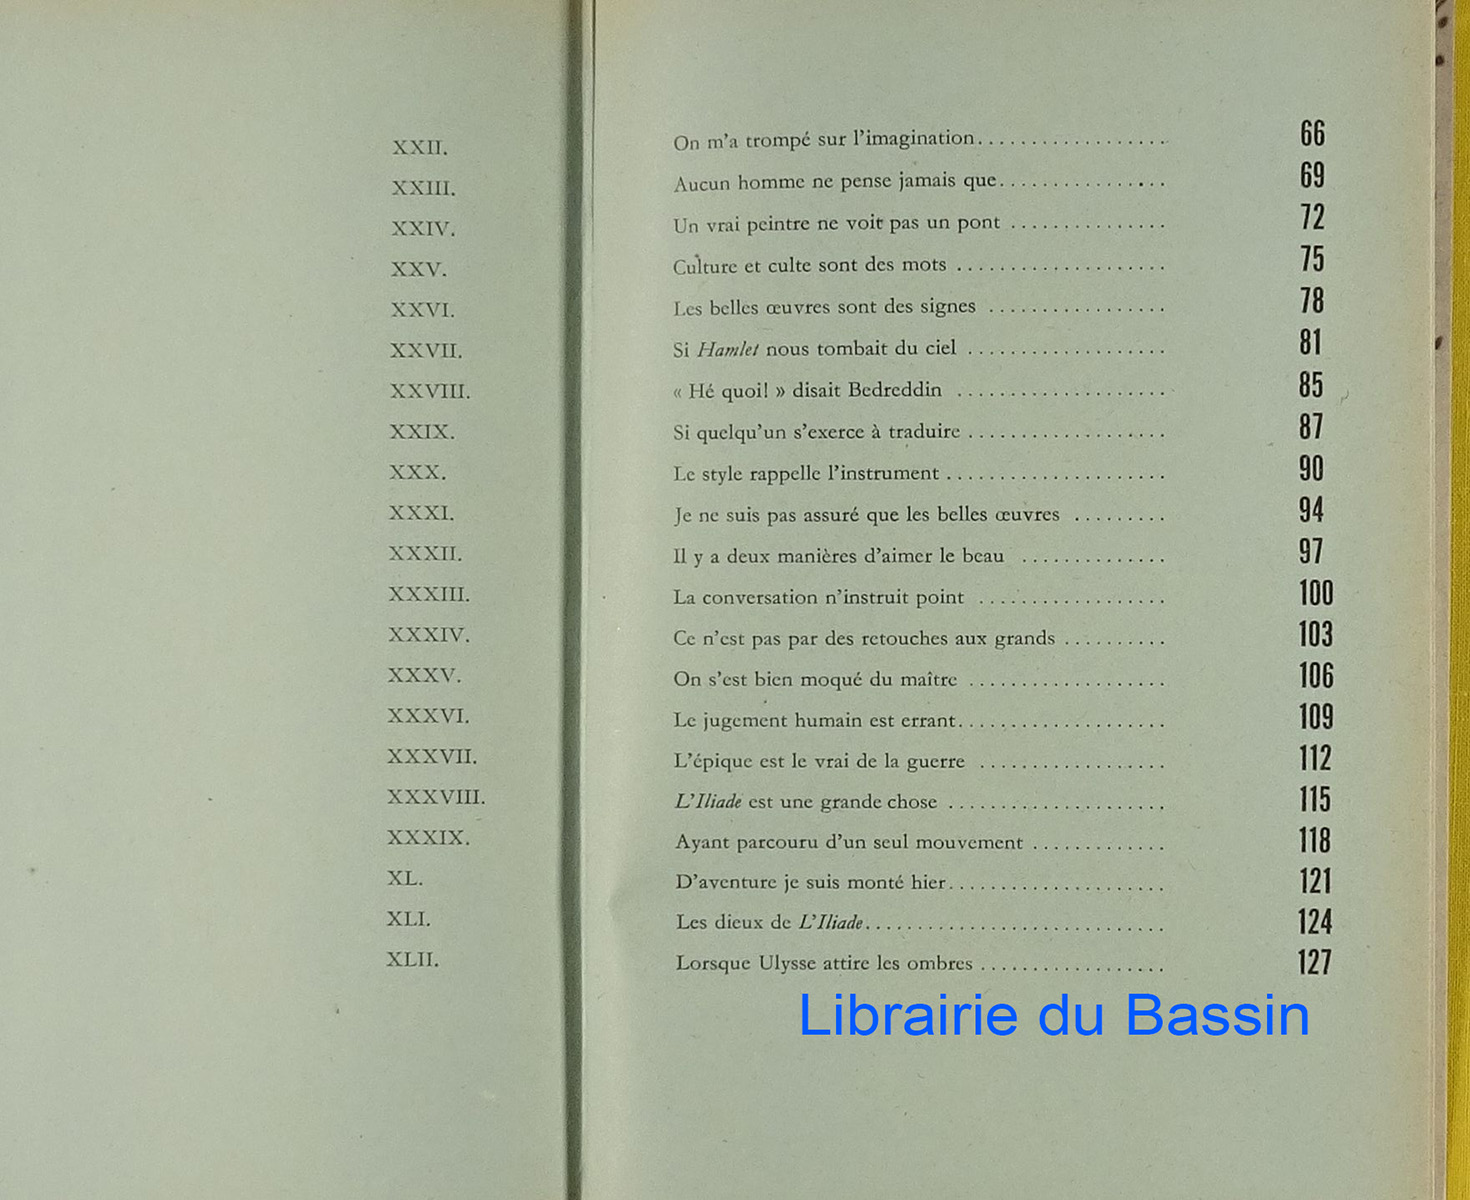 XXII. On m'a trompé sur l'imagination.................. 66
XXIII. Aucun homme ne pense jamais que................ 69
XXIV. Un vrai peintre ne voit pas un pont ............... 72
XXV. Culture et culte sont des mots .................... 75
XXVI. Les belles œuvres sont des signes ................. 78
XXVII. Si Hamlet nous tombait du ciel ................... 81
XXVIII. « Hé quoi! » disait Bedreddin .................... 85
XXIX. Si quelqu'un s'exerce à traduire ................... 87
XXX. Le style rappelle l'instrument ..................... 90
XXXI. Je ne suis pas assuré que les belles œuvres ......... 94
XXXII. Il y a deux manières d'aimer le beau .............. 97
XXXIII. La conversation n'instruit point .................. 100
XXXIV. Ce n'est pas par des retouches aux grands .......... 103
XXXV. On s'est bien moqué du maître ................... 106
XXXVI. Le jugement humain est errant.................... 109
XXXVII. L'épique est le vrai de la guerre .................. 112
XXXVIII. L'Iliade est une grande chose ..................... 115
XXXIX. Ayant parcouru d'un seul mouvement ............. 118
XL. D'aventure je suis monté hier..................... 121
XLI. Les dieux de L'Iliade............................. 124
XLII. Lorsque Ulysse attire les ombres .................. 127
Librairie du Bassin